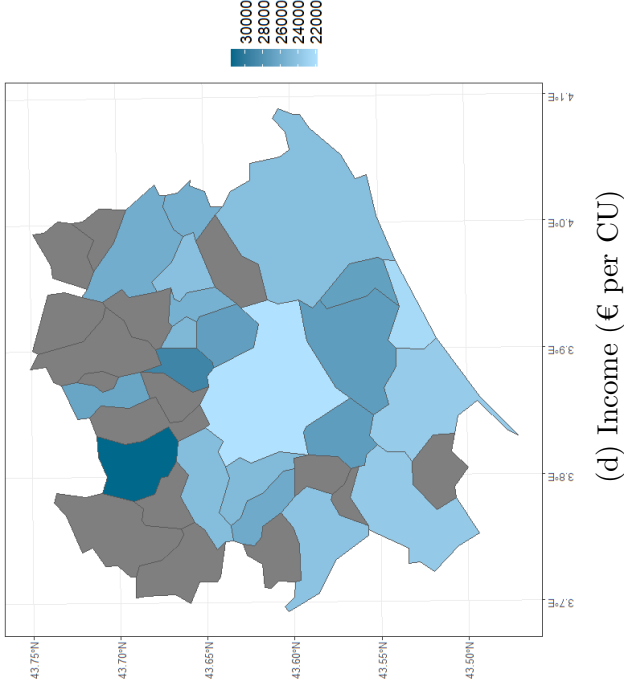 30000
28000
26000
24000
22000
4.1°E
4.0°E
3.9°E
3.8°E
3.7°E
43.75°N
43.70°N
43.65°N
43.60°N
43.55°N
43.50°N
(d) Income (€ per CU)